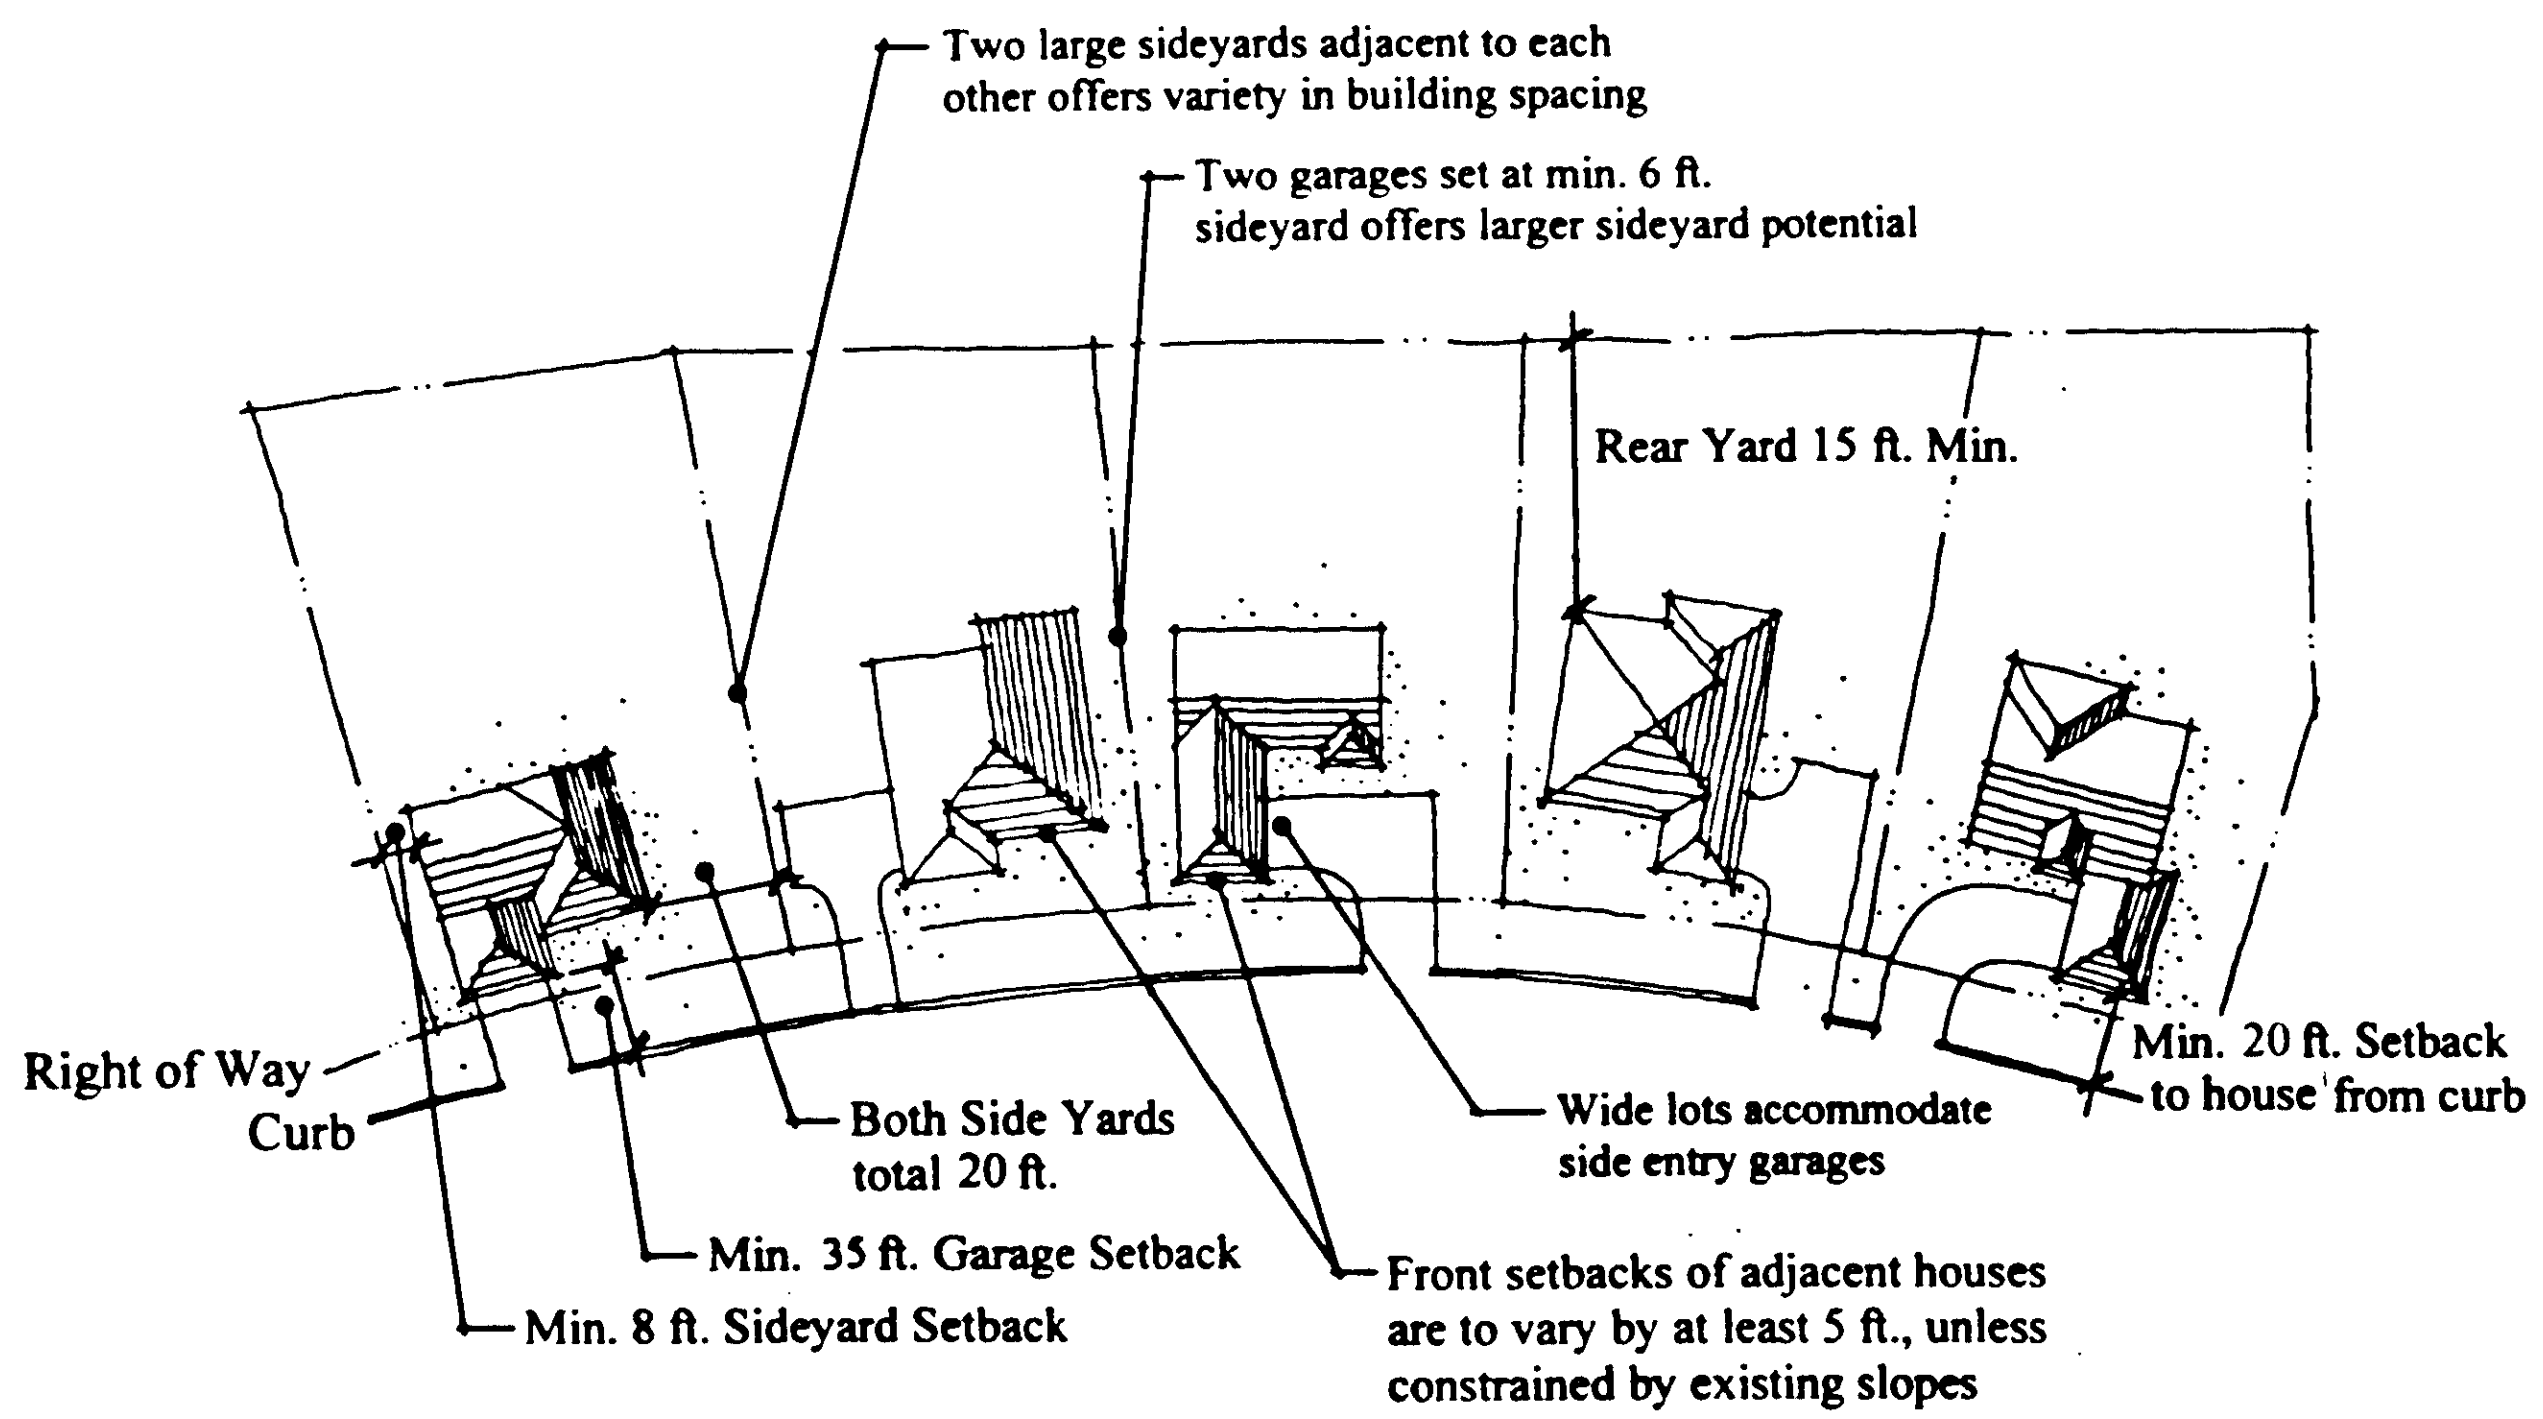 Two large sideyards adjacent to each
other offers variety in building spacing
Two garages set at min. 6 ft.
sideyard offers larger sideyard potential
Rear Yard 15 ft. Min.
Right of Way
Curb
Min. 20 ft. Setback
to house from curb
Both Side Yards
total 20 ft.
Wide lots accommodate
side entry garages
Min. 35 ft. Garage Setback
Min. 8 ft. Sideyard Setback
Front setbacks of adjacent houses
are to vary by at least 5 ft., unless
constrained by existing slopes